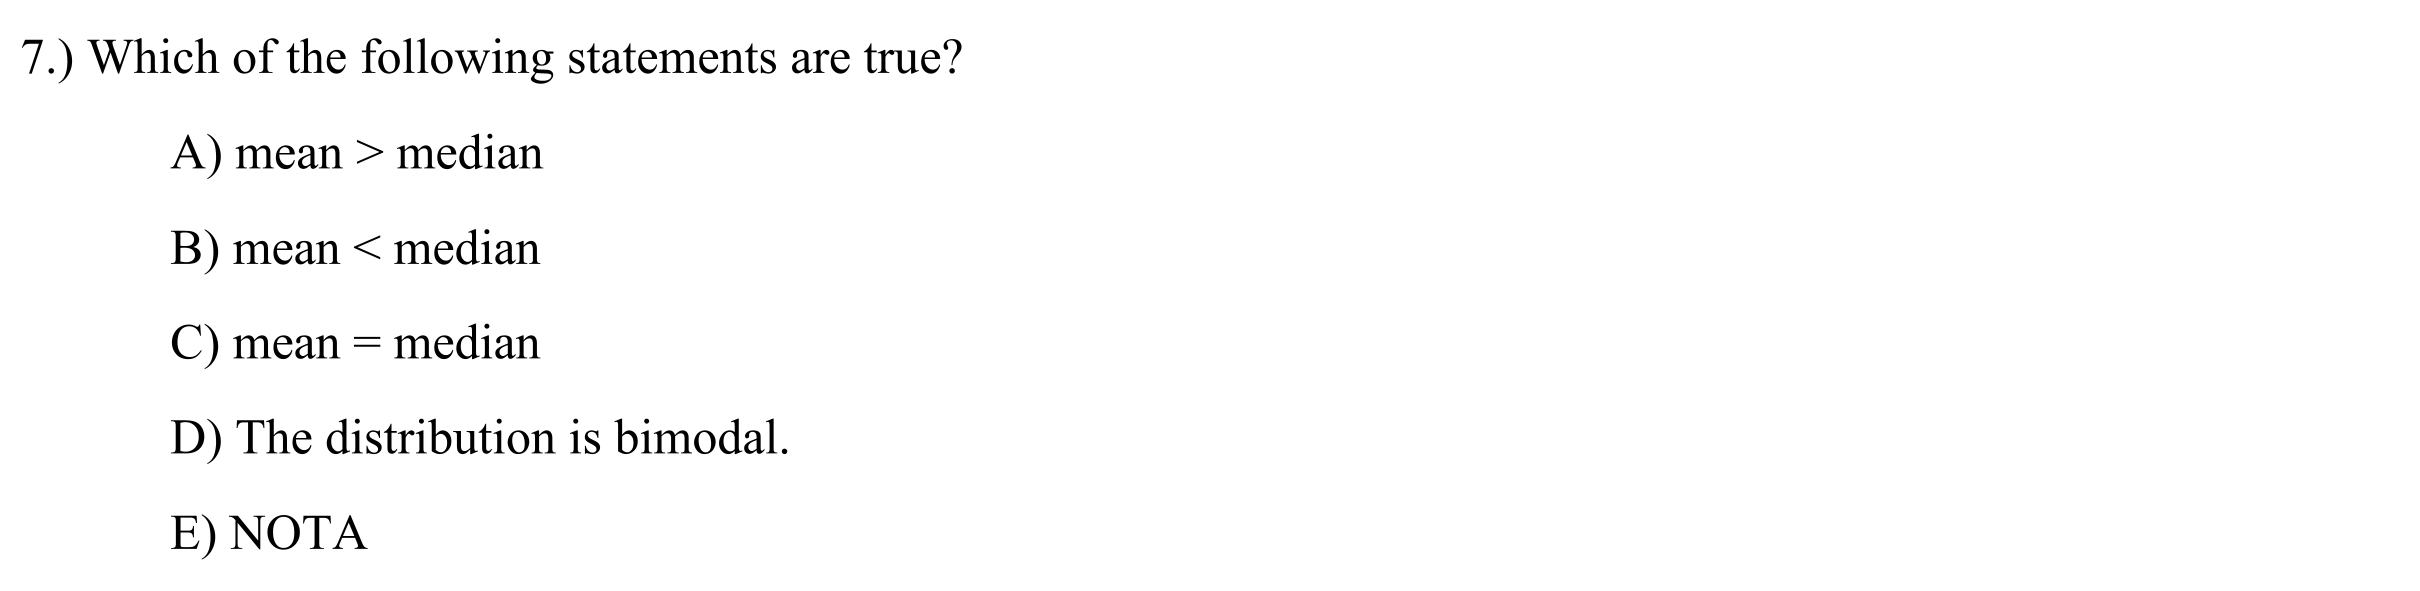 7.) Which of the following statements are true?
A) mean > median
B) mean < median
C) mean = median
D) The distribution is bimodal.
E) NOTA